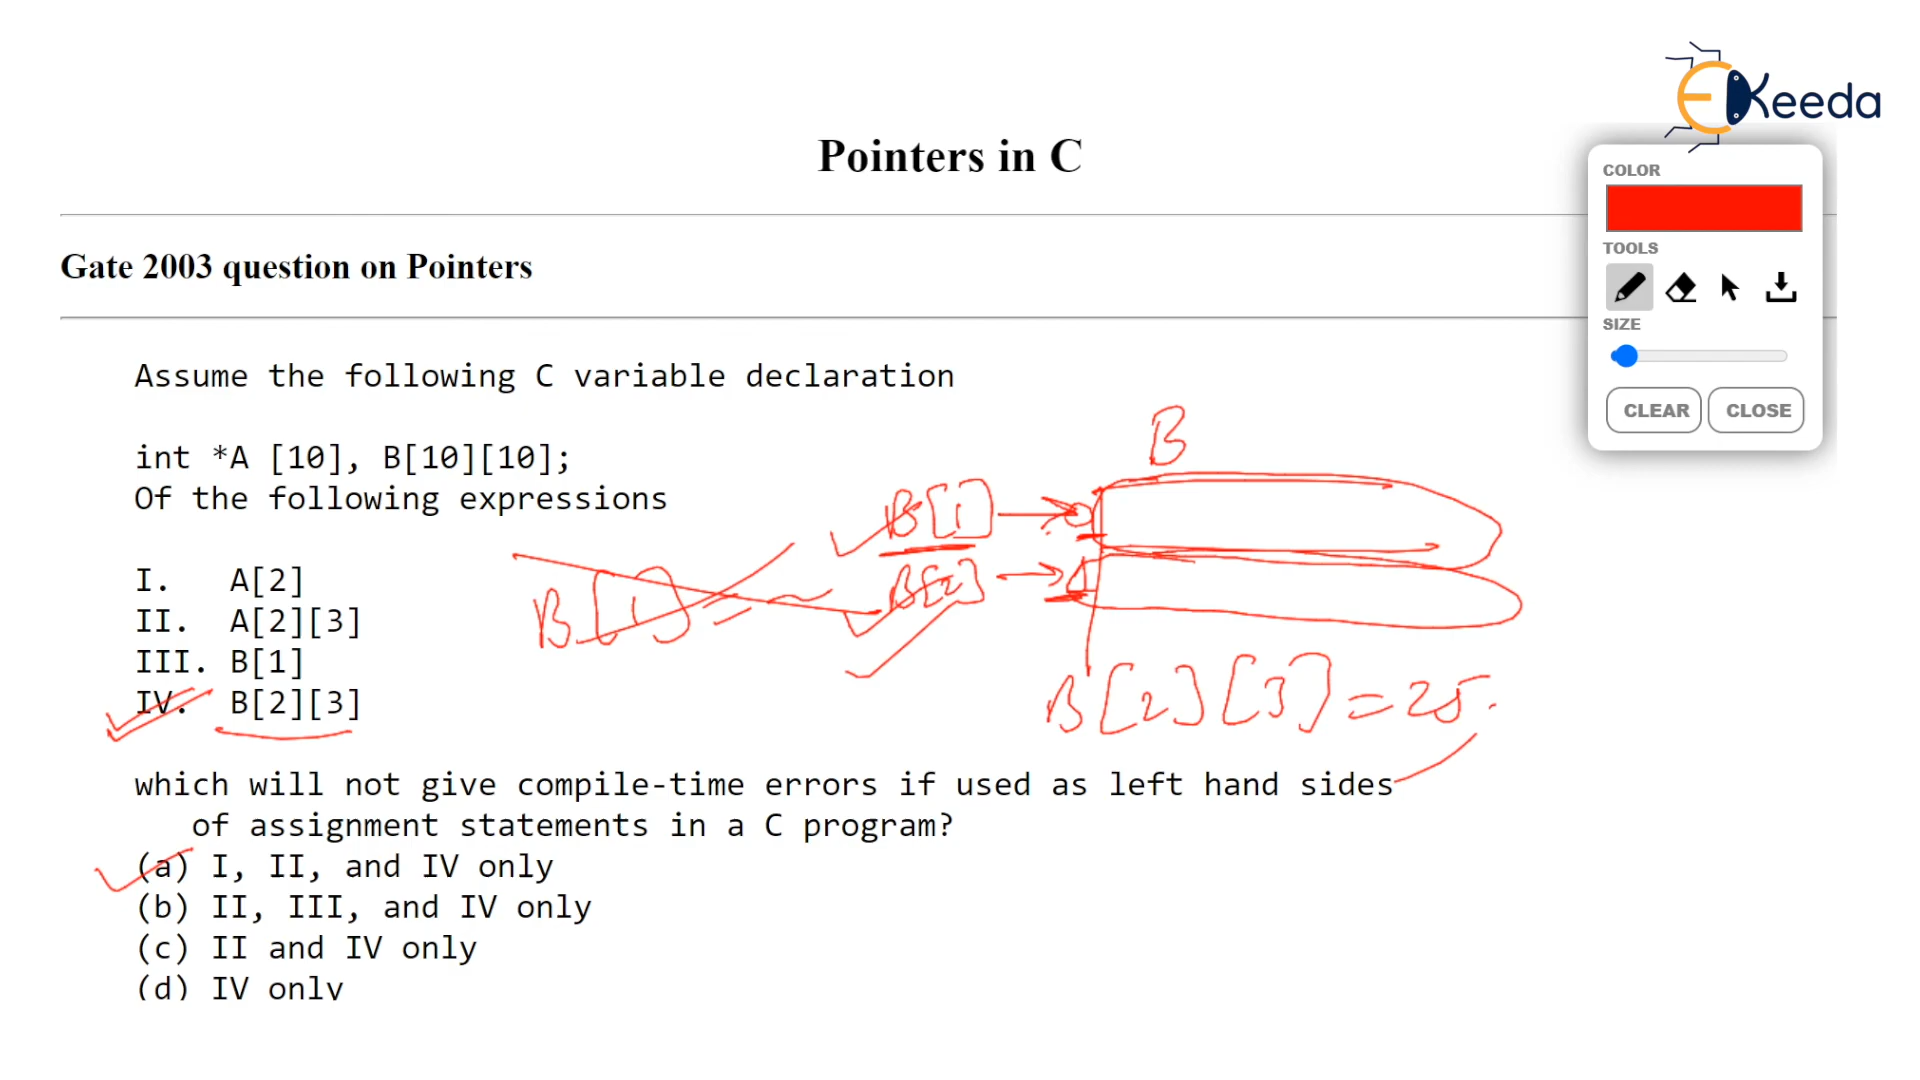 EKeeda
Pointers in C
COLOR
TOOLS
SIZE
CLEAR CLOSE
Gate 2003 question on Pointers
Assume the following C variable declaration
int *A [10], B[10][10];
Of the following expressions
I. A[2]
II. A[2][3]
III. B[1]
IV. B[2][3]
B
B[1]
B[2]
B[1] =
B[2][3] = 25.
which will not give compile-time errors if used as left hand sides
of assignment statements in a C program?
(a) I, II, and IV only
(b) II, III, and IV only
(c) II and IV only
(d) IV only